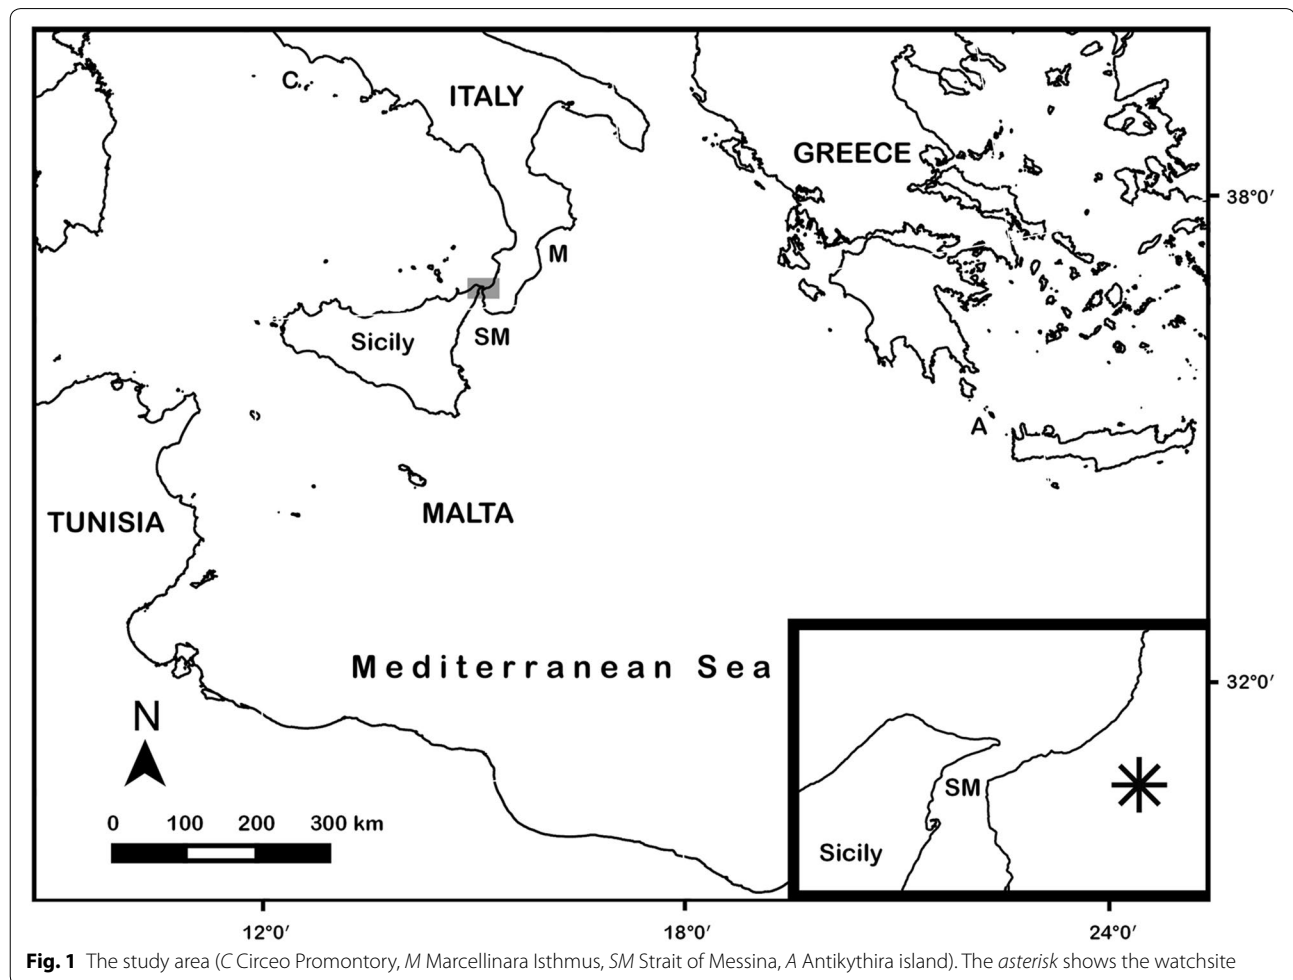 C
ITALY
GREECE
38°0′
M
Sicily
SM
A
TUNISIA
MALTA
Mediterranean Sea
32°0′
N
0 100 200 300 km
SM
Sicily
12°0′ 18°0′ 24°0′
Fig. 1 The study area (C Circeo Promontory, M Marcellinara Isthmus, SM Strait of Messina, A Antikythira island). The asterisk shows the watchsite